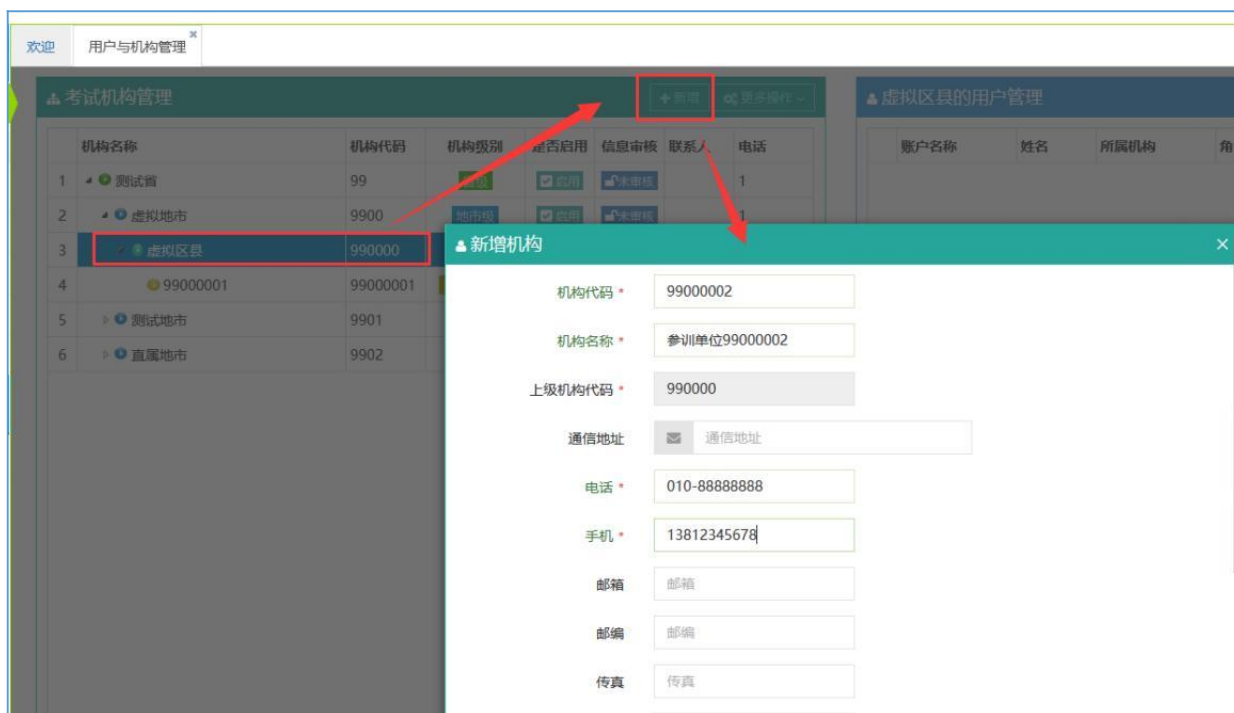 欢迎 用户与机构管理
考试机构管理 新增 更多操作 虚拟区县的用户管理
机构名称 机构代码 机构级别 是否启用 信息审核 联系人 电话 账户名称 姓名 所属机构 角
1 测试省 99 省级 启用 未审核 1
2 虚拟地市 9900 地市级 启用 未审核 1
3 虚拟区县 990000
4 99000001 99000001
5 测试地市 9901
6 直属地市 9902
新增机构
机构代码 * 99000002
机构名称 * 参训单位99000002
上级机构代码 * 990000
通信地址 通信地址
电话 * 010-88888888
手机 * 13812345678
邮箱 邮箱
邮编 邮编
传真 传真